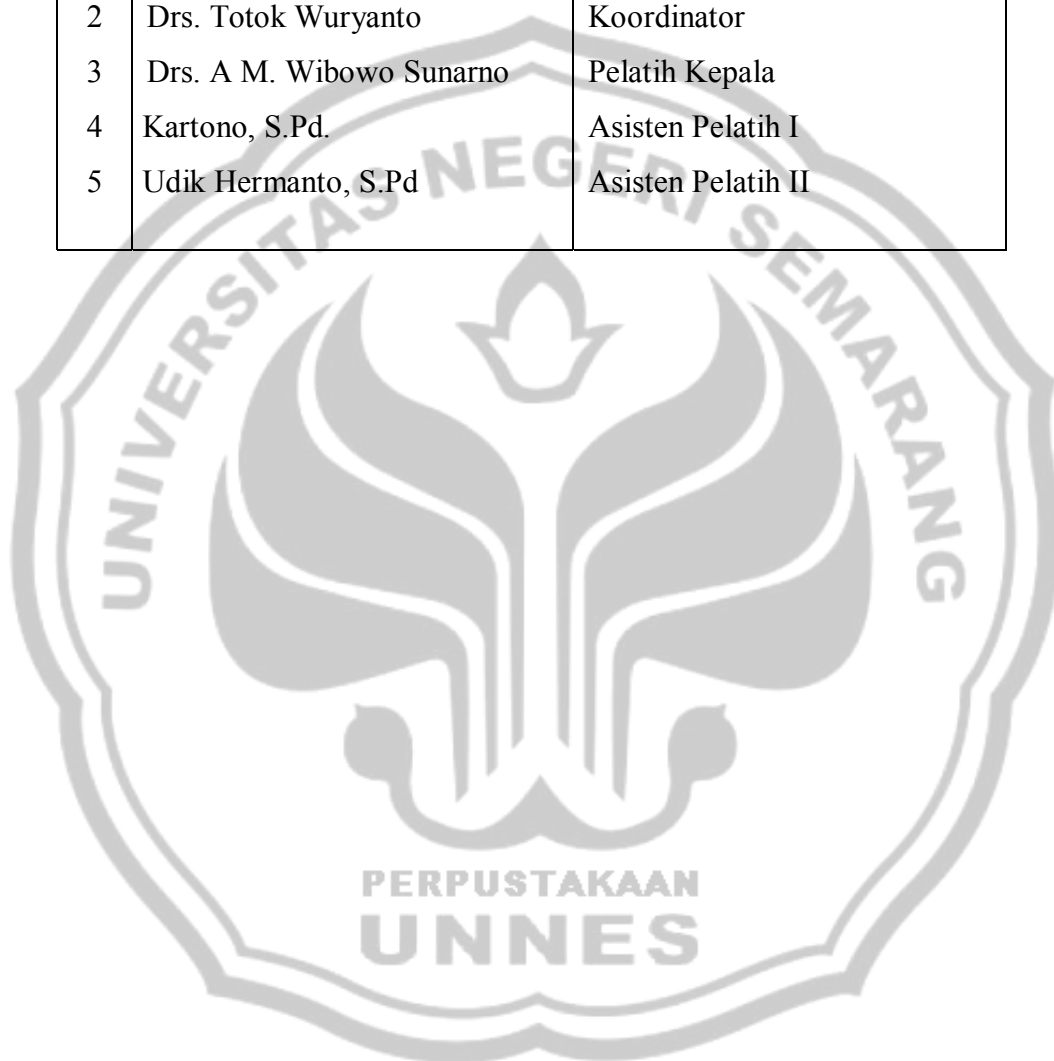 2 Drs. Totok Wuryanto Koordinator
3 Drs. A M. Wibowo Sunarno Pelatih Kepala
4 Kartono, S.Pd. Asisten Pelatih I
5 Udik Hermanto, S.Pd Asisten Pelatih II
UNIVERSITAS NEGERI SEMARANG
PERPUSTAKAAN
UNNES